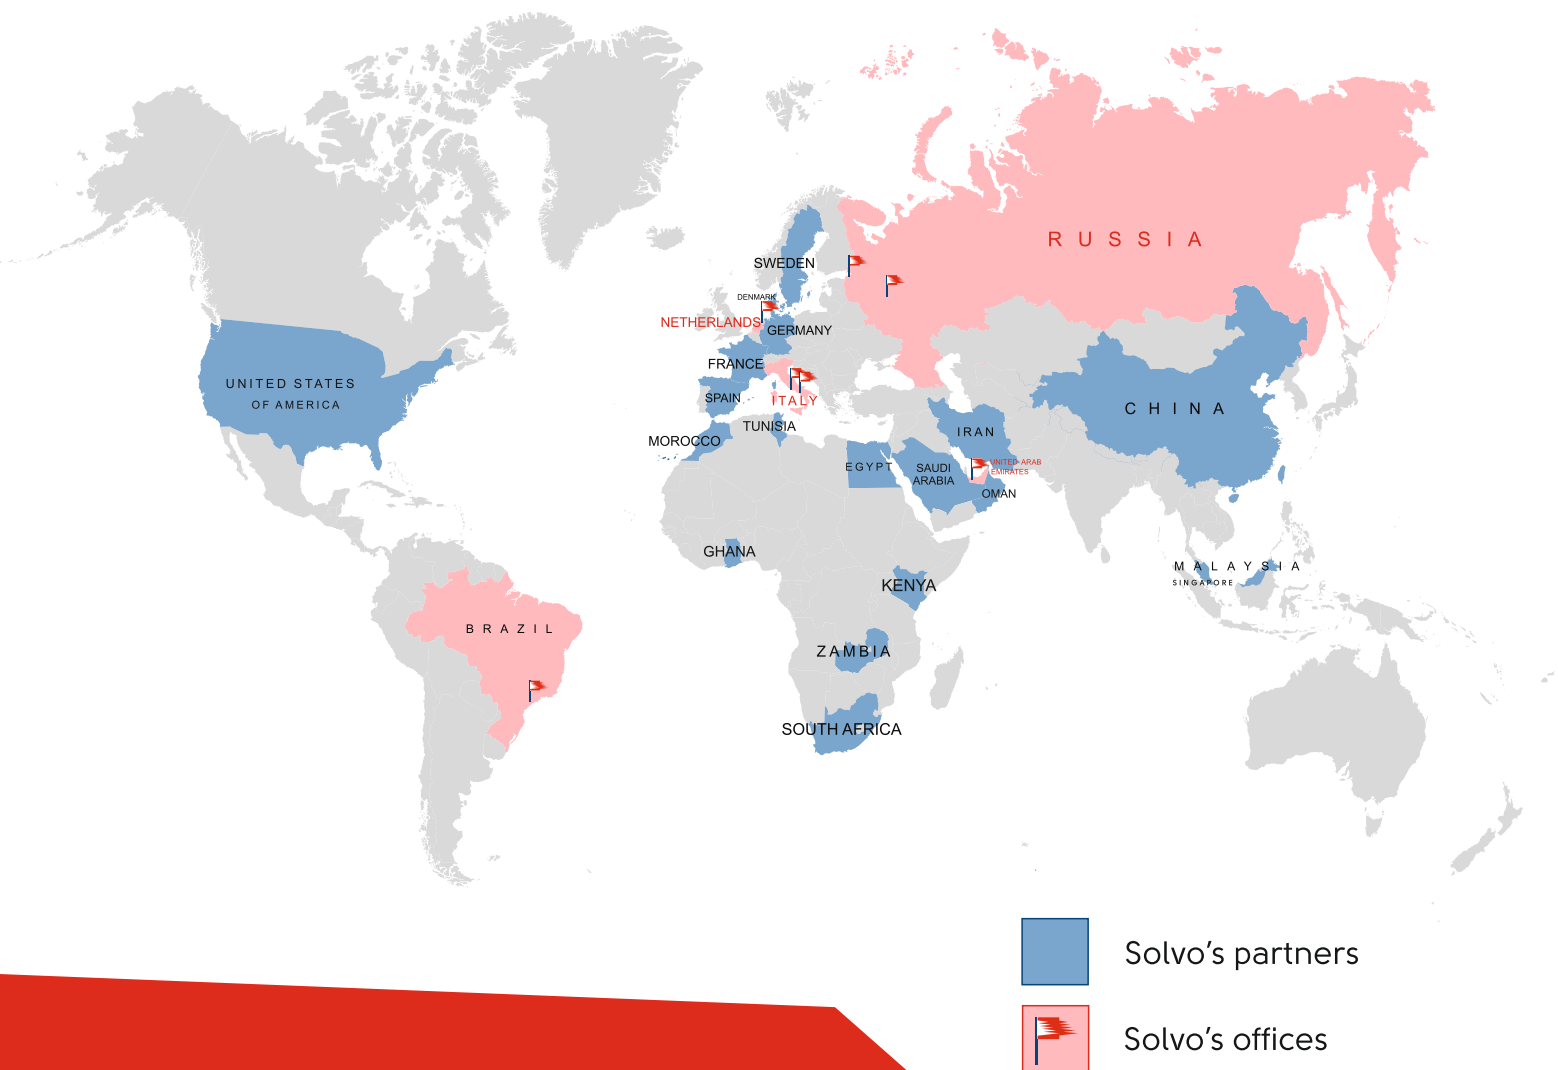 RUSSIA
SWEDEN
DENMARK
NETHERLANDS
GERMANY
FRANCE
UNITED STATES
OF AMERICA
SPAIN
ITALY
CHINA
TUNISIA
MOROCCO
IRAN
EGYPT
SAUDI
ARABIA
UNITED ARAB
EMIRATES
OMAN
GHANA
MALAYSIA
SINGAPORE
KENYA
BRAZIL
ZAMBIA
SOUTH AFRICA
Solvo's partners
Solvo's offices